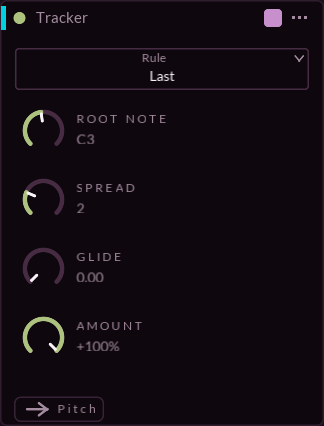 Tracker
Rule
Last
ROOT NOTE
C3
SPREAD
2
GLIDE
0.00
AMOUNT
+100%
Pitch